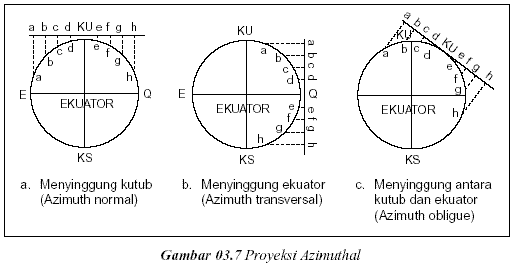 a b c d KU e f g h
a b c d e f g h
E EKUATOR Q
KS
a. Menyinggung kutub
(Azimuth normal)
KU
a b c d e f g h
a b c d Q e f g h
E EKUATOR
KS
b. Menyinggung ekuator
(Azimuth transversal)
a b c d KU e f g h
KU
a b c d e f g h
EKUATOR
KS
c. Menyinggung antara
kutub dan ekuator
(Azimuth obligue)
Gambar 03.7 Proyeksi Azimuthal